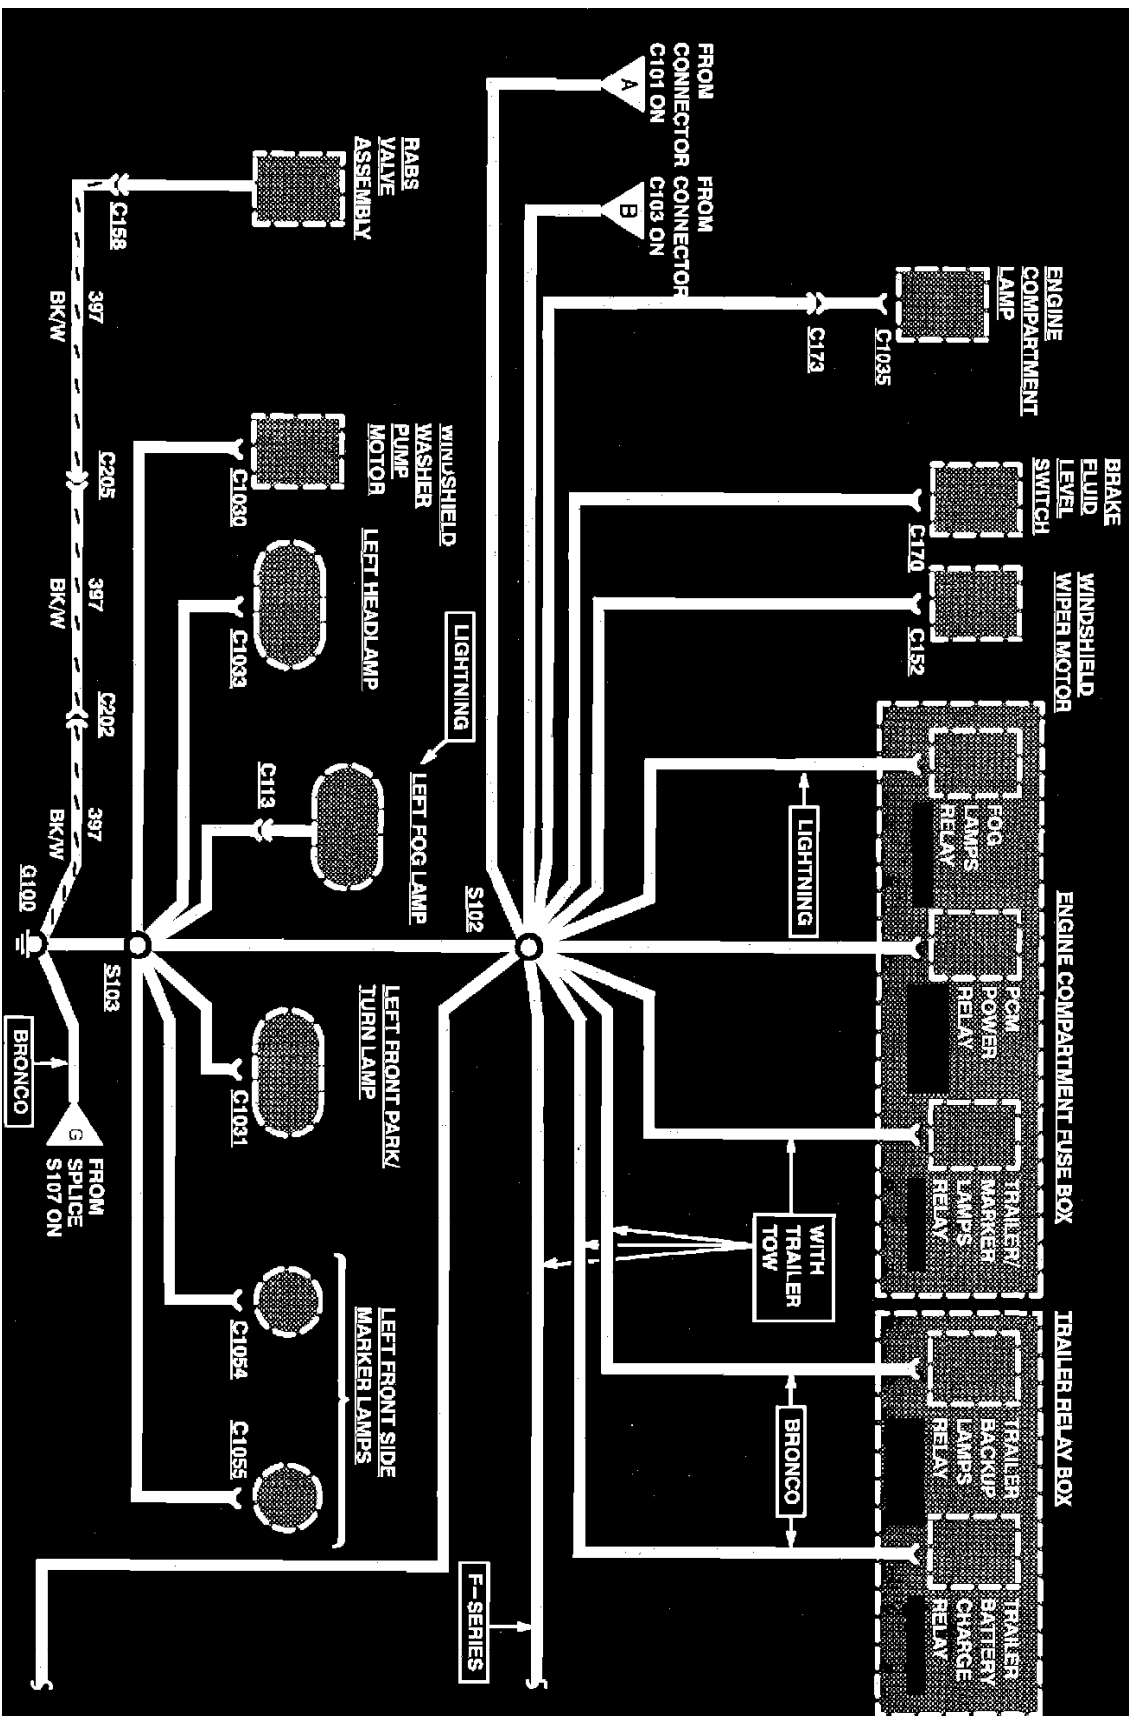 ENGINE COMPARTMENT FUSE BOX
TRAILER RELAY BOX
ENGINE
COMPARTMENT
LAMP
BRAKE
FLUID
LEVEL
SWITCH
WINDSHIELD
WIPER MOTOR
FOG
LAMPS
RELAY
PCM
POWER
RELAY
TRAILER/
MARKER
LAMPS
RELAY
TRAILER
BACKUP
LAMPS
RELAY
TRAILER
BATTERY
CHARGE
RELAY
C1035
C173
C170
C152
LIGHTNING
WITH
TRAILER
TOW
BRONCO
FROM
CONNECTOR
C101 ON
A
FROM
CONNECTOR
C103 ON
B
S102
F-SERIES
LIGHTNING
RABS
VALVE
ASSEMBLY
WINDSHIELD
WASHER
PUMP
MOTOR
LEFT HEADLAMP
LEFT FOG LAMP
LEFT FRONT PARK/
TURN LAMP
LEFT FRONT SIDE
MARKER LAMPS
C158
C1030
C1033
C113
C1031
C1054
C1055
S103
397
BK/W
C205
397
BK/W
C202
397
BK/W
G100
BRONCO
G
FROM
SPLICE
S107 ON